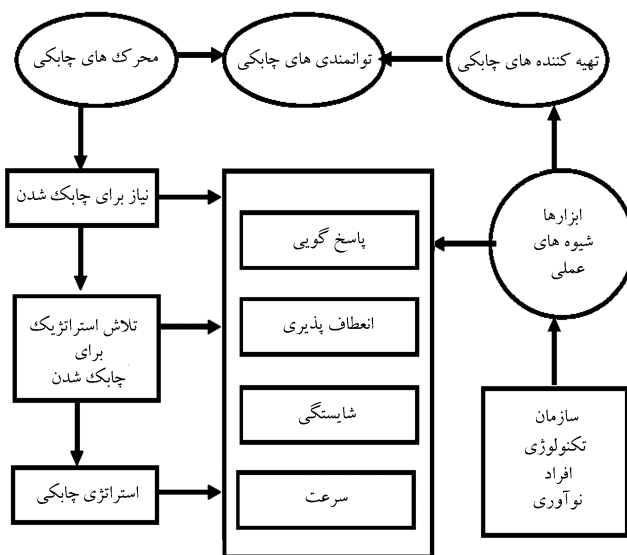 تهیه کننده های چابکی
توانمندی های چابکی
محرک های چابکی
ابزارها
شیوه های
عملی
سازمان
تکنولوژی
افراد
نوآوری
پاسخ گویی
انعطاف پذیری
شایستگی
سرعت
نیاز برای چابک شدن
تلاش استراتژیک
برای
چابک شدن
استراتژی چابکی